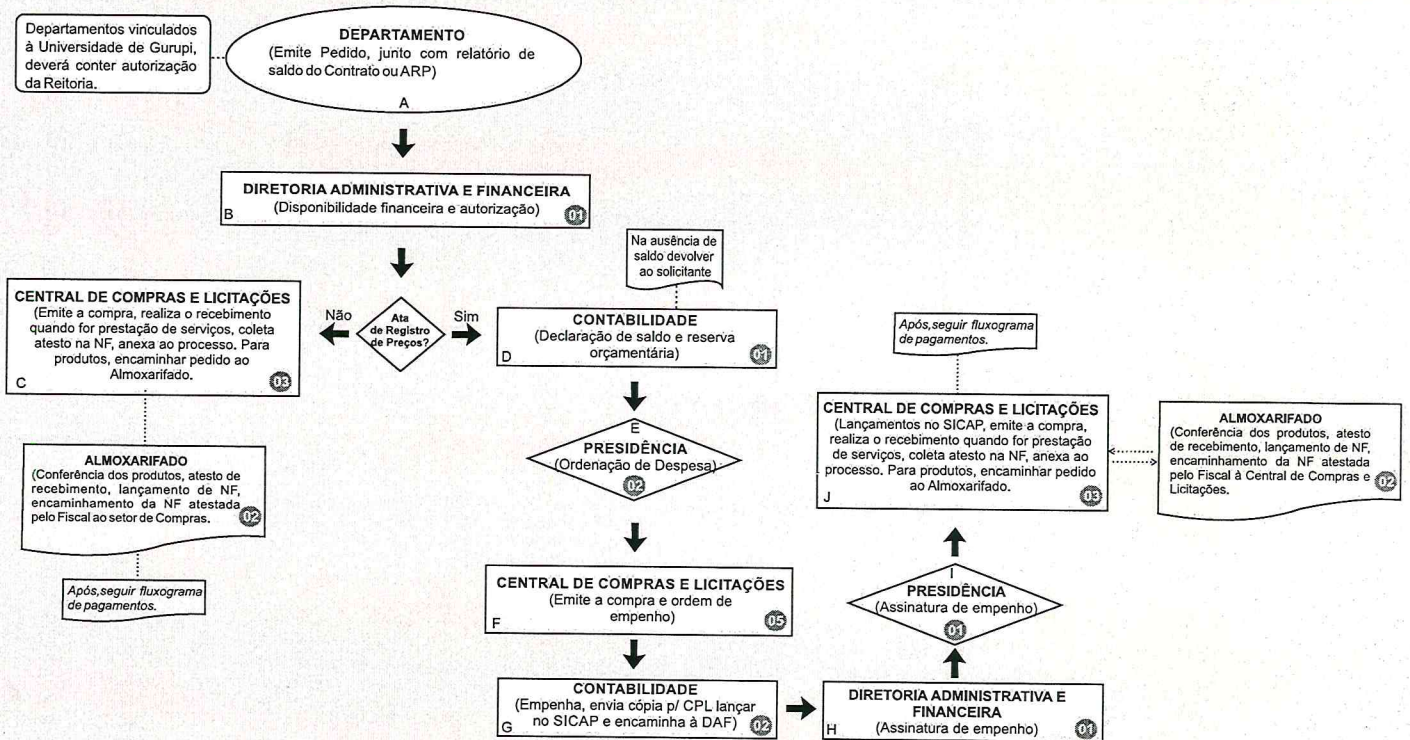 Departamentos vinculados
à Universidade de Gurupi,
deverá conter autorização
da Reitoria.
DEPARTAMENTO
(Emite Pedido, junto com relatório de
saldo do Contrato ou ARP)
A
DIRETORIA ADMINISTRATIVA E FINANCEIRA
(Disponibilidade financeira e autorização)
B
01
Na ausência de
saldo devolver
ao solicitante
CENTRAL DE COMPRAS E LICITAÇÕES
(Emite a compra, realiza o recebimento
quando for prestação de serviços, coleta
atesto na NF, anexa ao processo. Para
produtos, encaminhar pedido ao
Almoxarifado.
C
03
Não
Ata
de Registro
de Preços?
Sim
CONTABILIDADE
(Declaração de saldo e reserva
orçamentária)
D
01
Após, seguir fluxograma
de pagamentos.
E
PRESIDÊNCIA
(Ordenação de Despesa)
02
CENTRAL DE COMPRAS E LICITAÇÕES
(Lançamentos no SICAP, emite a compra,
realiza o recebimento quando for prestação
de serviços, coleta atesto na NF, anexa ao
processo. Para produtos, encaminhar pedido
ao Almoxarifado.
J
03
ALMOXARIFADO
(Conferência dos produtos, atesto
de recebimento, lançamento de NF,
encaminhamento da NF atestada
pelo Fiscal à Central de Compras e
Licitações.
02
ALMOXARIFADO
(Conferência dos produtos, atesto de
recebimento, lançamento de NF,
encaminhamento da NF atestada
pelo Fiscal ao setor de Compras.
02
Após, seguir fluxograma
de pagamentos.
CENTRAL DE COMPRAS E LICITAÇÕES
(Emite a compra e ordem de
empenho)
F
05
I
PRESIDÊNCIA
(Assinatura de empenho)
01
CONTABILIDADE
(Empenha, envia cópia p/ CPL lançar
no SICAP e encaminha à DAF)
G
02
DIRETORIA ADMINISTRATIVA E
FINANCEIRA
(Assinatura de empenho)
H
01